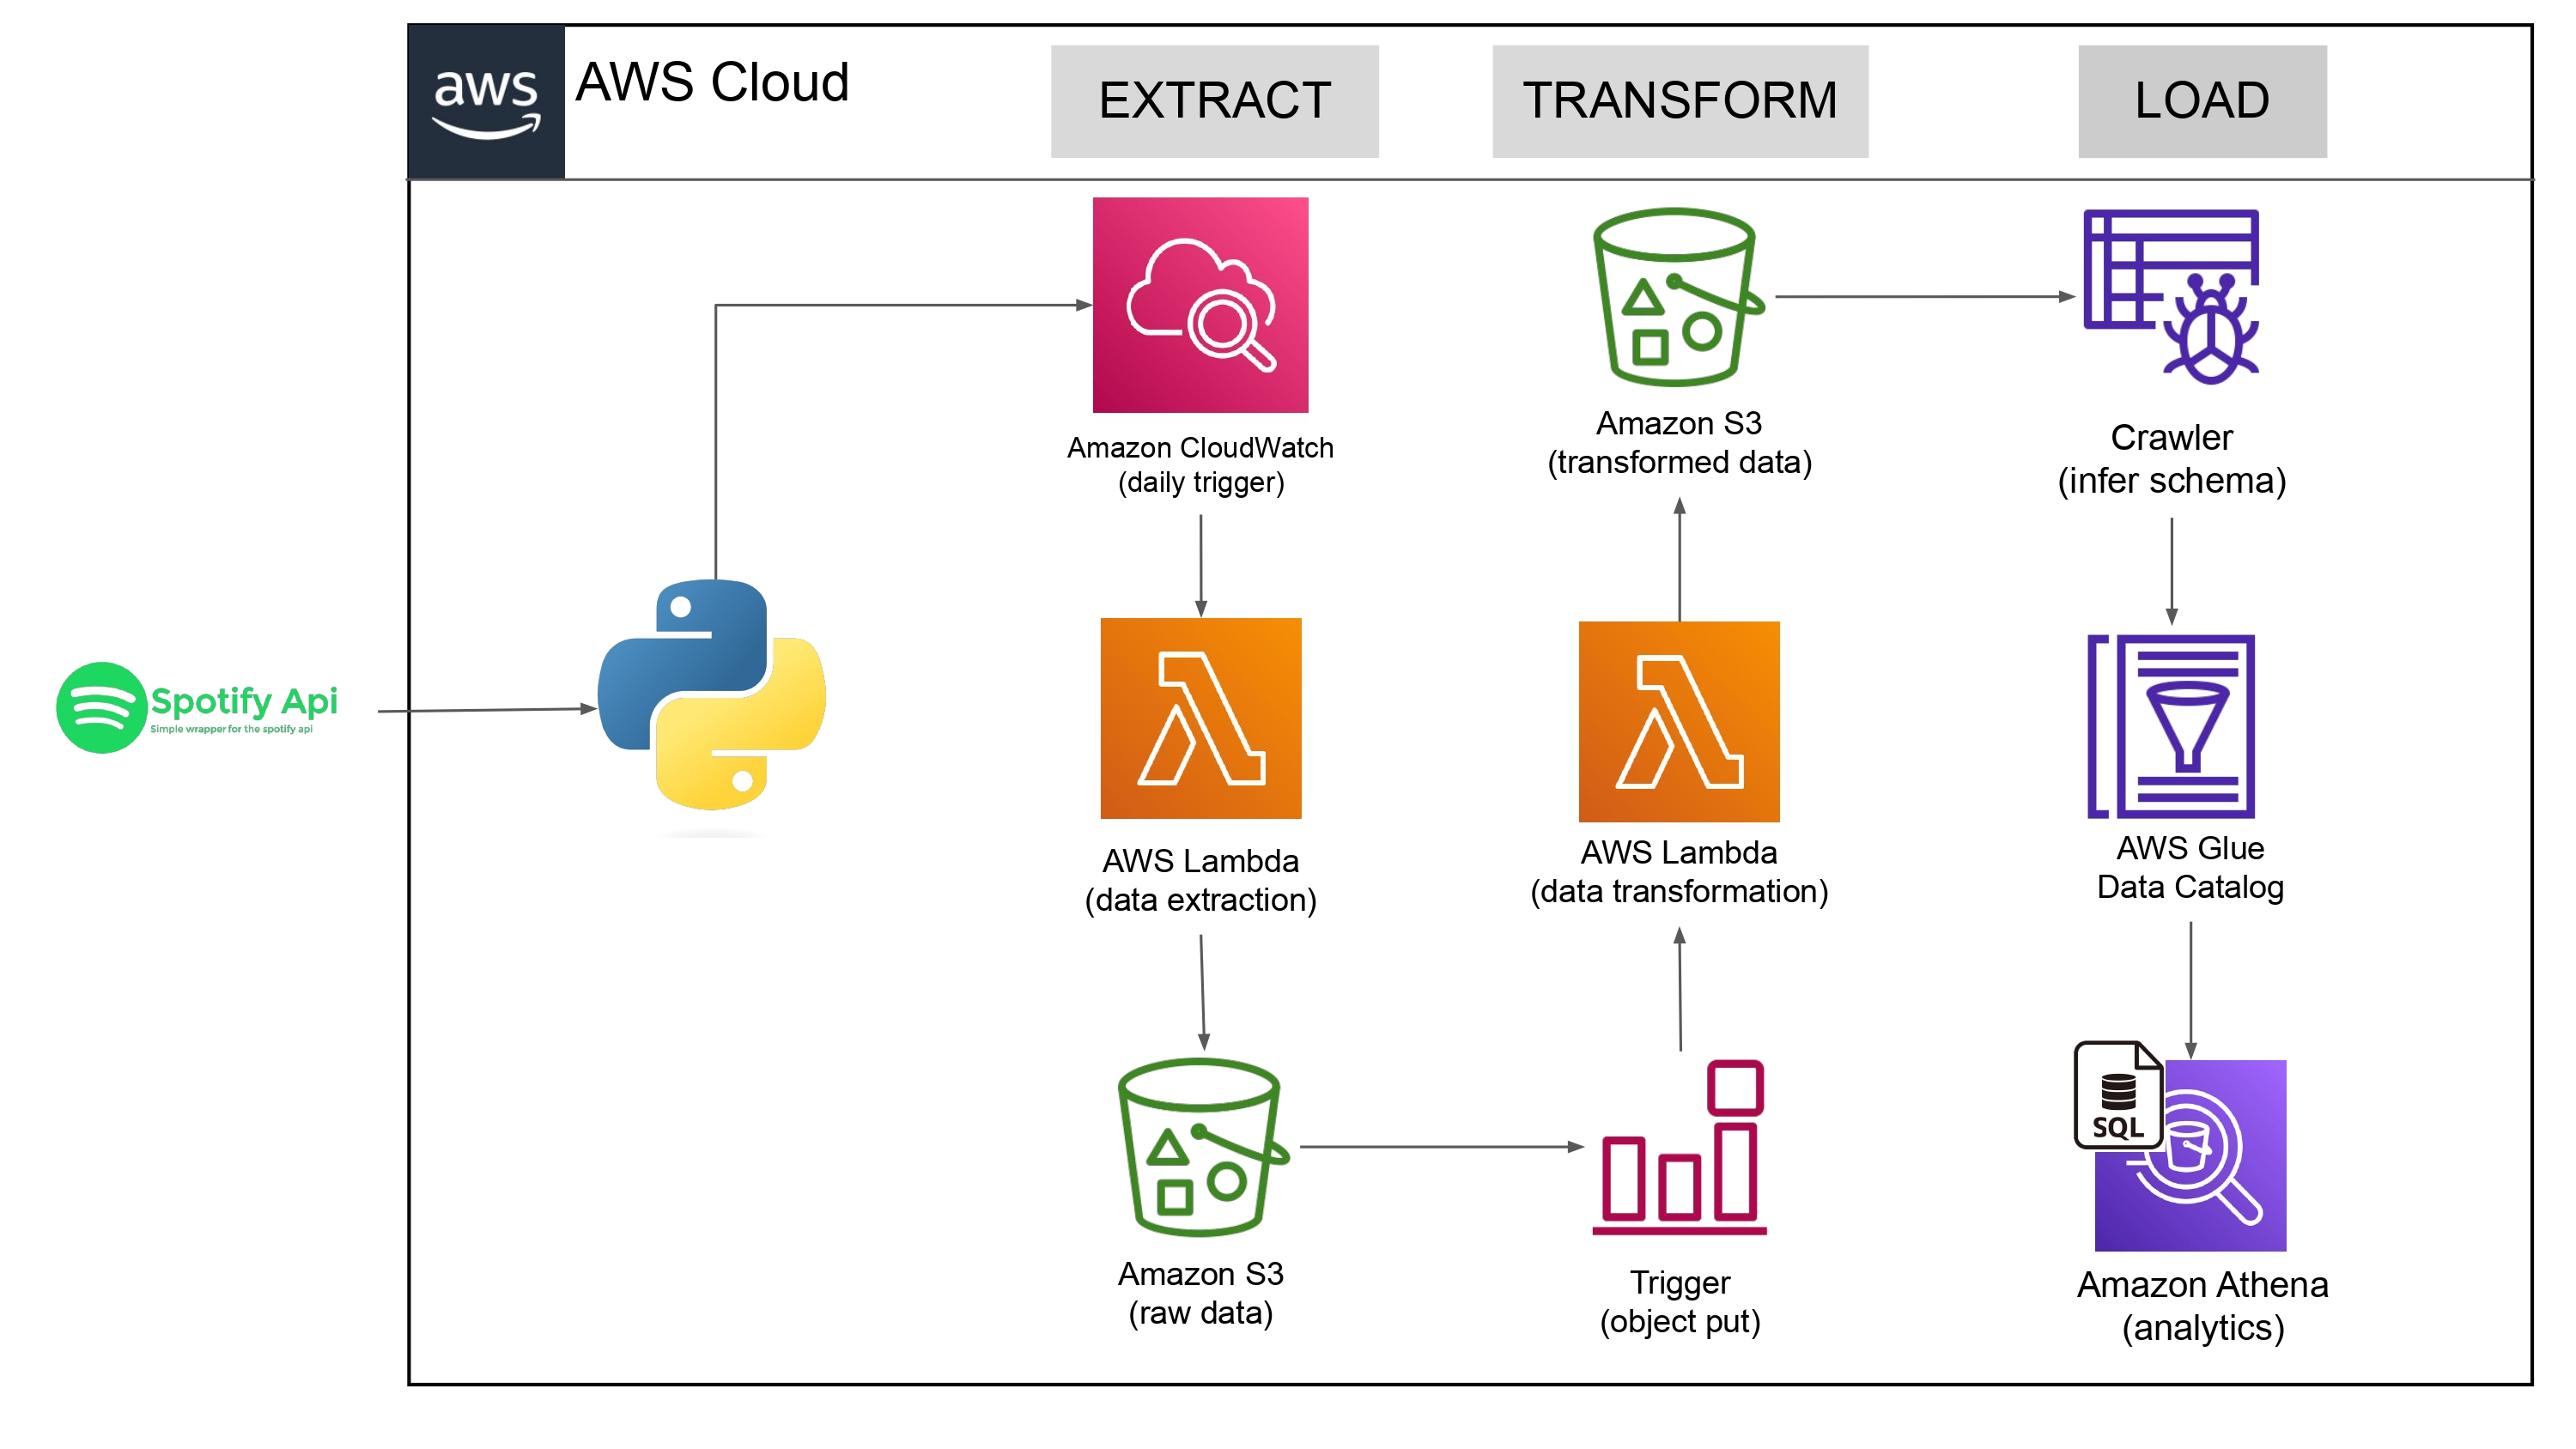 aws
AWS Cloud
EXTRACT
TRANSFORM
LOAD
Amazon CloudWatch
(daily trigger)
Amazon S3
(transformed data)
Crawler
(infer schema)
Spotify Api
Simple wrapper for the spotify api
AWS Lambda
(data extraction)
AWS Lambda
(data transformation)
AWS Glue
Data Catalog
Amazon S3
(raw data)
Trigger
(object put)
SQL
Amazon Athena
(analytics)